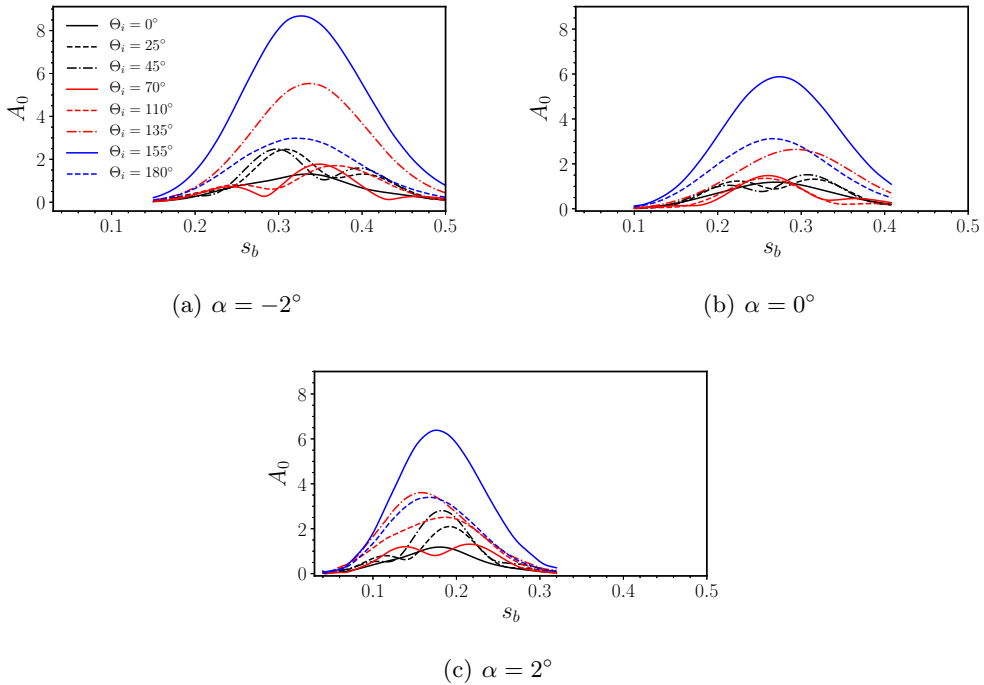 A_0
8
6
4
2
0
Θ_i = 0°
Θ_i = 25°
Θ_i = 45°
Θ_i = 70°
Θ_i = 110°
Θ_i = 135°
Θ_i = 155°
Θ_i = 180°
0.1 0.2 0.3 0.4 0.5
s_b
(a) α = −2°
A_0
8
6
4
2
0
0.1 0.2 0.3 0.4 0.5
s_b
(b) α = 0°
A_0
8
6
4
2
0
0.1 0.2 0.3 0.4 0.5
s_b
(c) α = 2°